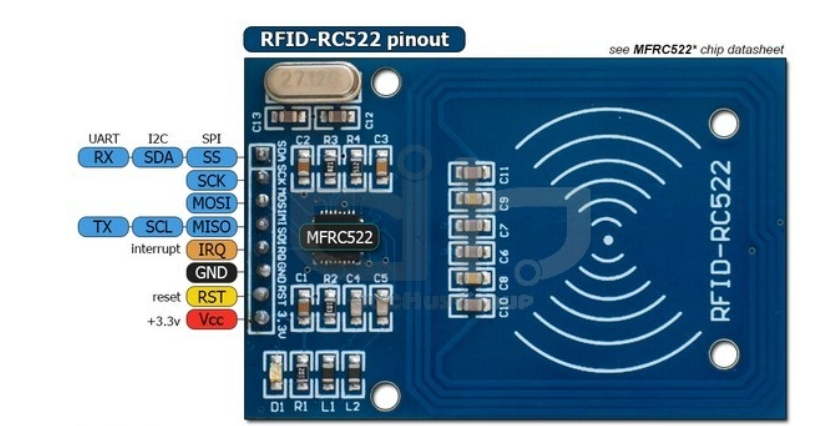 RFID-RC522 pinout
see MFRC522* chip datasheet
27.12
C13
C12
UART I2C SPI
RX SDA SS
SCK
MOSI
TX SCL MISO
interrupt IRQ
GND
reset RST
+3.3v Vcc
SDA SCK MOSI MISO IRQ GND RST 3.3V
C2 R3 R4 C3
MFRC522
C1 R2 C4 C5
D1 R1 L1 L2
C11
C9
C7
C6
C8
C10
RFID-RC522